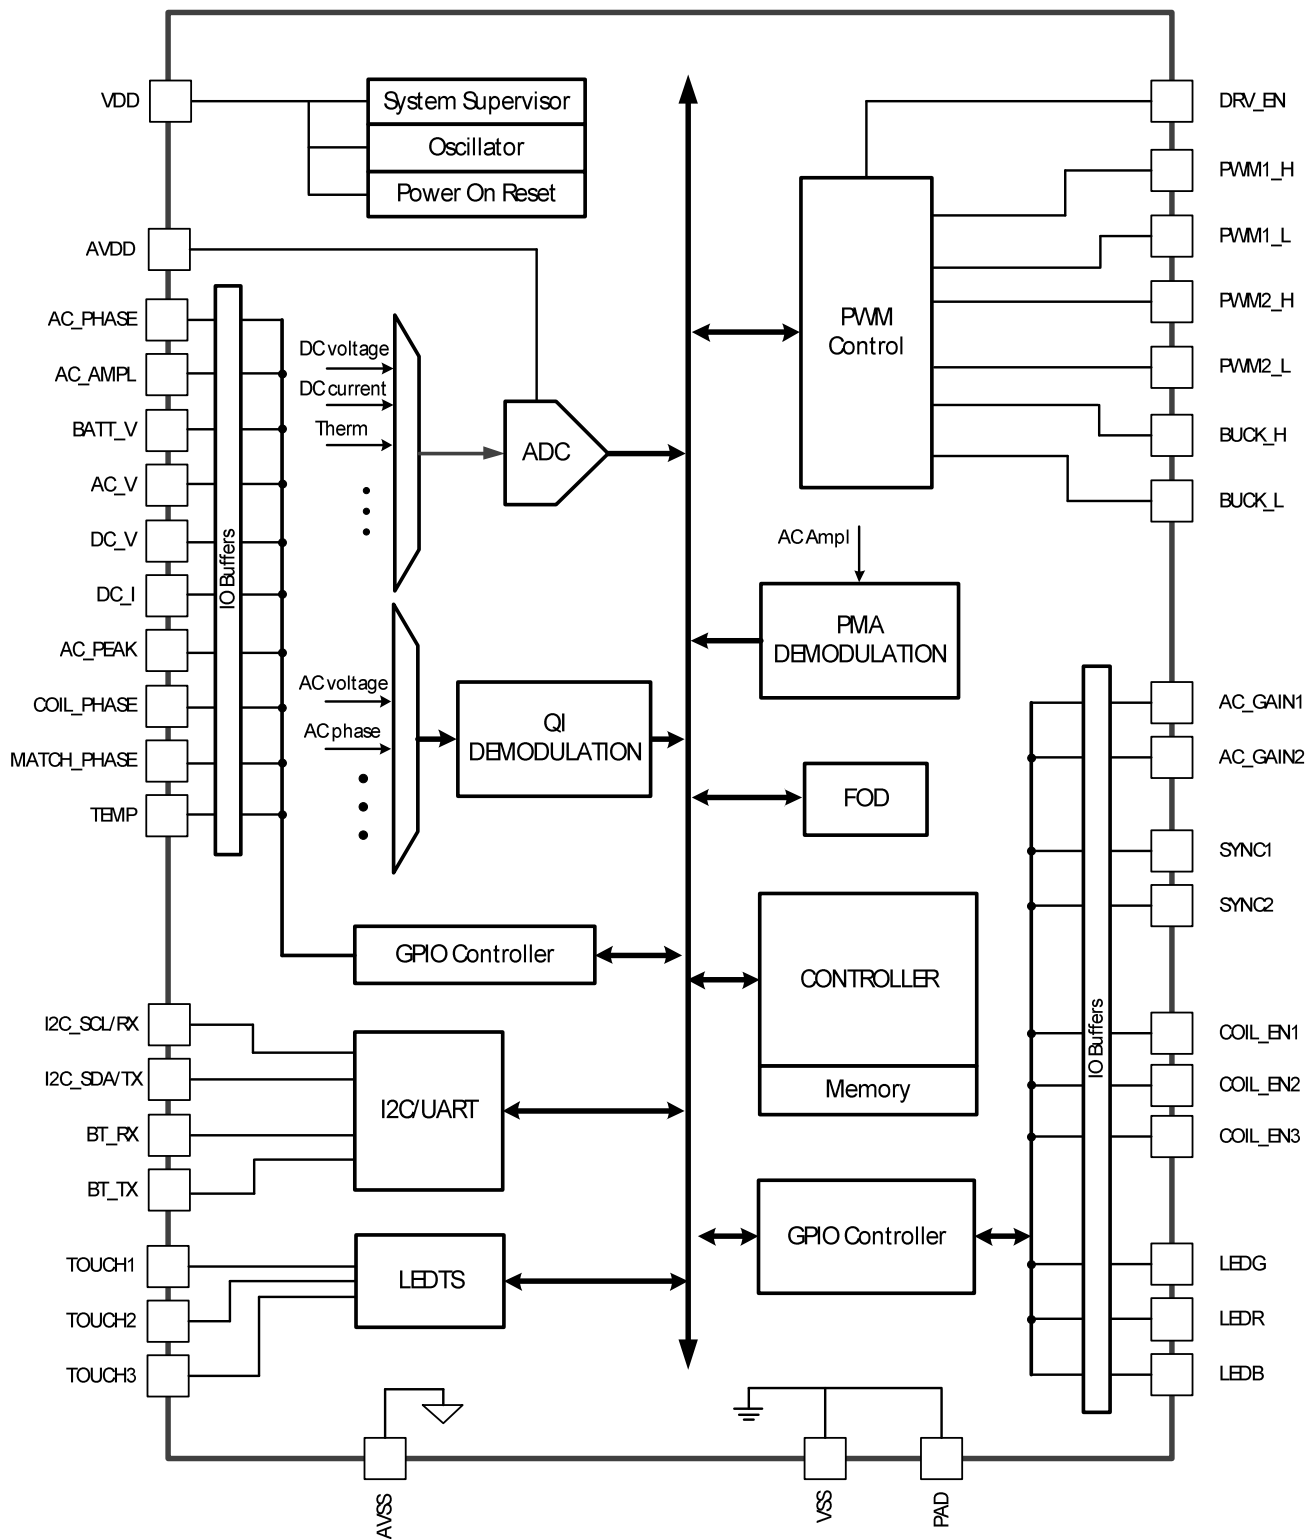 VDD
System Supervisor
Oscillator
Power On Reset
AVDD
AC_PHASE
AC_AMPL
BATT_V
AC_V
DC_V
DC_I
AC_PEAK
COIL_PHASE
MATCH_PHASE
TEMP
IO Buffers
DC voltage
DC current
Therm
ADC
AC voltage
AC phase
QI
DEMODULATION
GPIO Controller
I2C_SCL/RX
I2C_SDA/TX
BT_RX
BT_TX
I2C/UART
TOUCH1
TOUCH2
TOUCH3
LEDTS
AVSS
DRV_EN
PWM1_H
PWM1_L
PWM2_H
PWM2_L
BUCK_H
BUCK_L
PWM
Control
AC Ampl
PMA
DEMODULATION
FOD
CONTROLLER
Memory
GPIO Controller
IO Buffers
AC_GAIN1
AC_GAIN2
SYNC1
SYNC2
COIL_EN1
COIL_EN2
COIL_EN3
LEDG
LEDR
LEDB
VSS
PAD